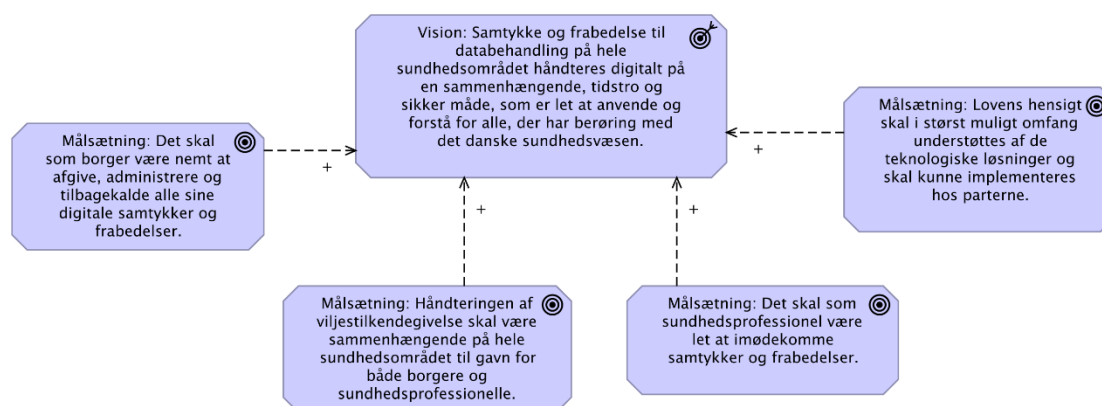 Vision: Samtykke og frabedelse til
databehandling på hele
sundhedsområdet håndteres digitalt på
en sammenhængende, tidstro og
sikker måde, som er let at anvende og
forstå for alle, der har berøring med
det danske sundhedsvæsen.
Målsætning: Det skal
som borger være nemt at
afgive, administrere og
tilbagekalde alle sine
digitale samtykker og
frabedelser.
+
Målsætning: Lovens hensigt
skal i størst muligt omfang
understøttes af de
teknologiske løsninger og
skal kunne implementeres
hos parterne.
+
+
+
Målsætning: Håndteringen af
viljestilkendegivelse skal være
sammenhængende på hele
sundhedsområdet til gavn for
både borgere og
sundhedsprofessionelle.
Målsætning: Det skal som
sundhedsprofessionel være
let at imødekomme
samtykker og frabedelser.